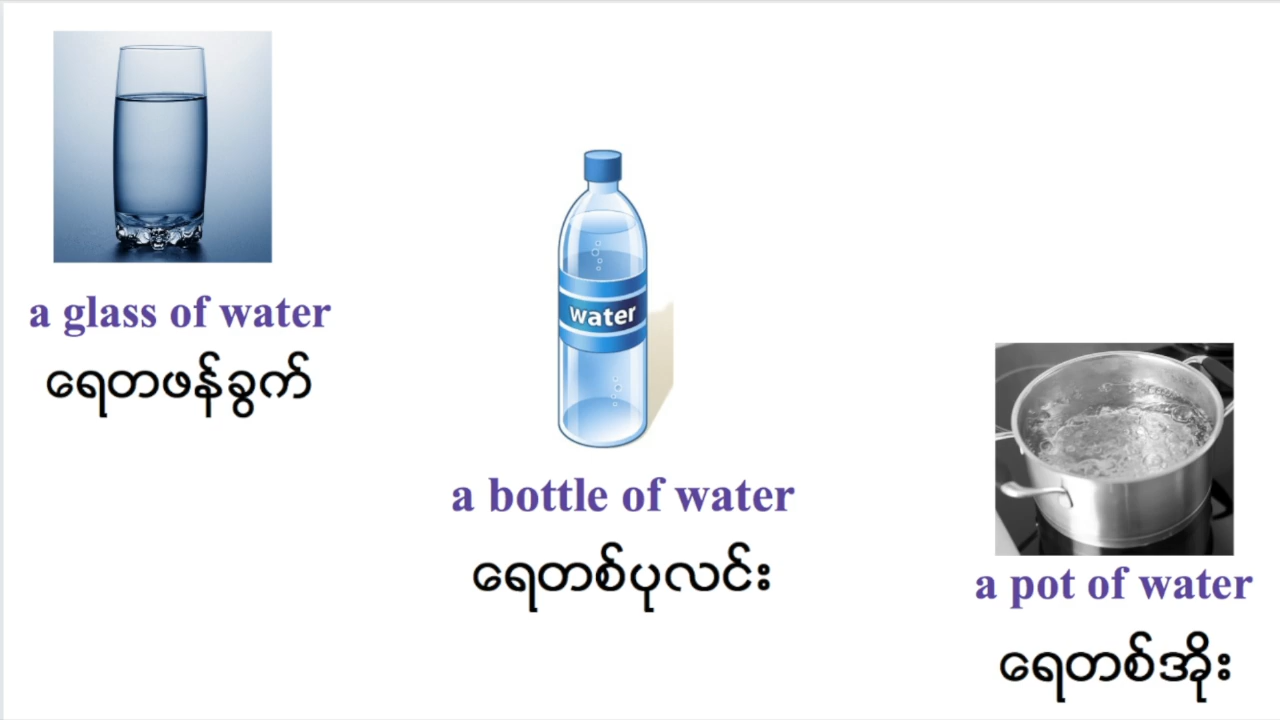 a glass of water
ရေတဖန်ခွက်
water
a bottle of water
ရေတစ်ပုလင်း
a pot of water
ရေတစ်အိုး